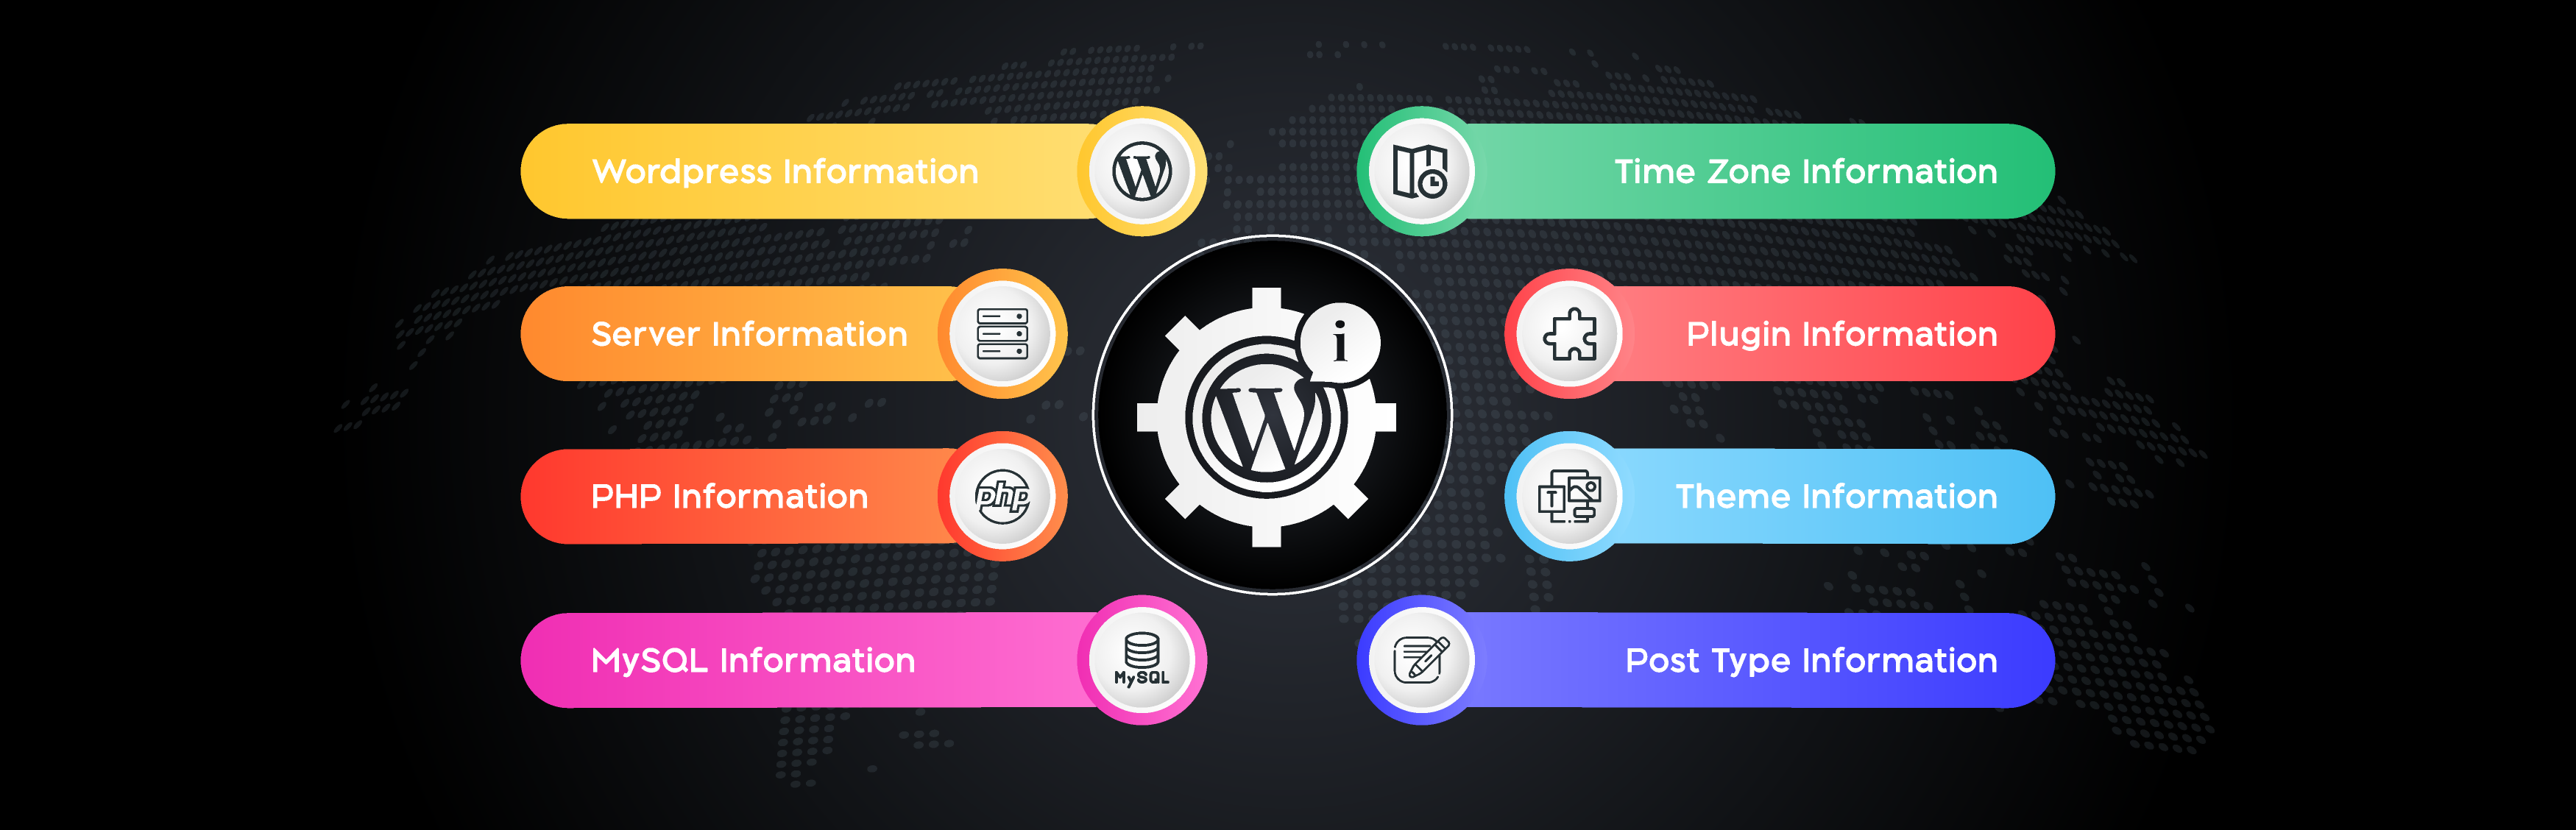 Wordpress Information
Time Zone Information
Server Information
Plugin Information
i
PHP Information
php
Theme Information
T
MySQL Information
MySQL
Post Type Information